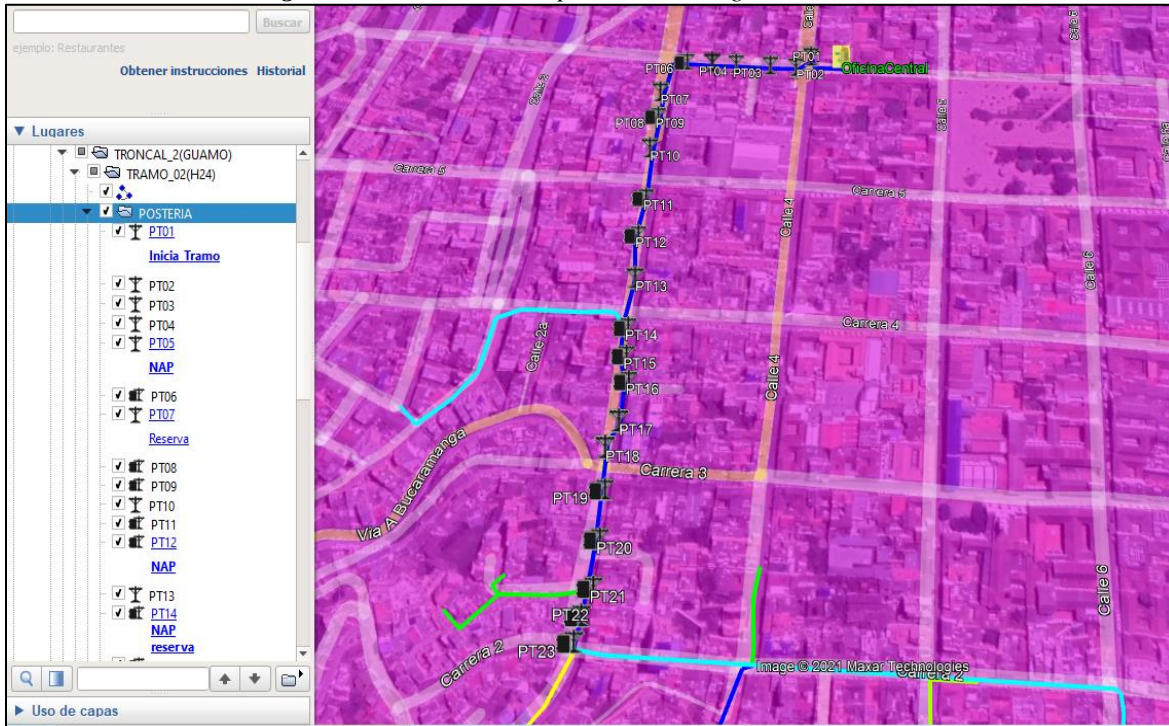 Buscar
ejemplo: Restaurantes
Obtener instrucciones Historial
Lugares
TRONCAL_2(GUAMO)
TRAMO_02(H24)
POSTERIA
PT01
Inicia Tramo
PT02
PT03
PT04
PT05
NAP
PT06
PT07
Reserva
PT08
PT09
PT10
PT11
PT12
NAP
PT13
PT14
NAP
reserva
Uso de capas
PT06
PT04
PT03
PT01
PT02
OficinaCentral
PT07
PT08
PT09
PT10
PT11
PT12
PT13
PT14
PT15
PT16
PT17
PT18
PT19
PT20
PT21
PT22
PT23
Carrera 5
Carrera 5
Calle 4
Calle 4
Calle 5
Calle 6
Carrera 4
Calle 2a
Via A Bucaramanga
Carrera 3
Calle 6
Carrera 2
Image © 2021 Maxar Technologies
Carrera 2